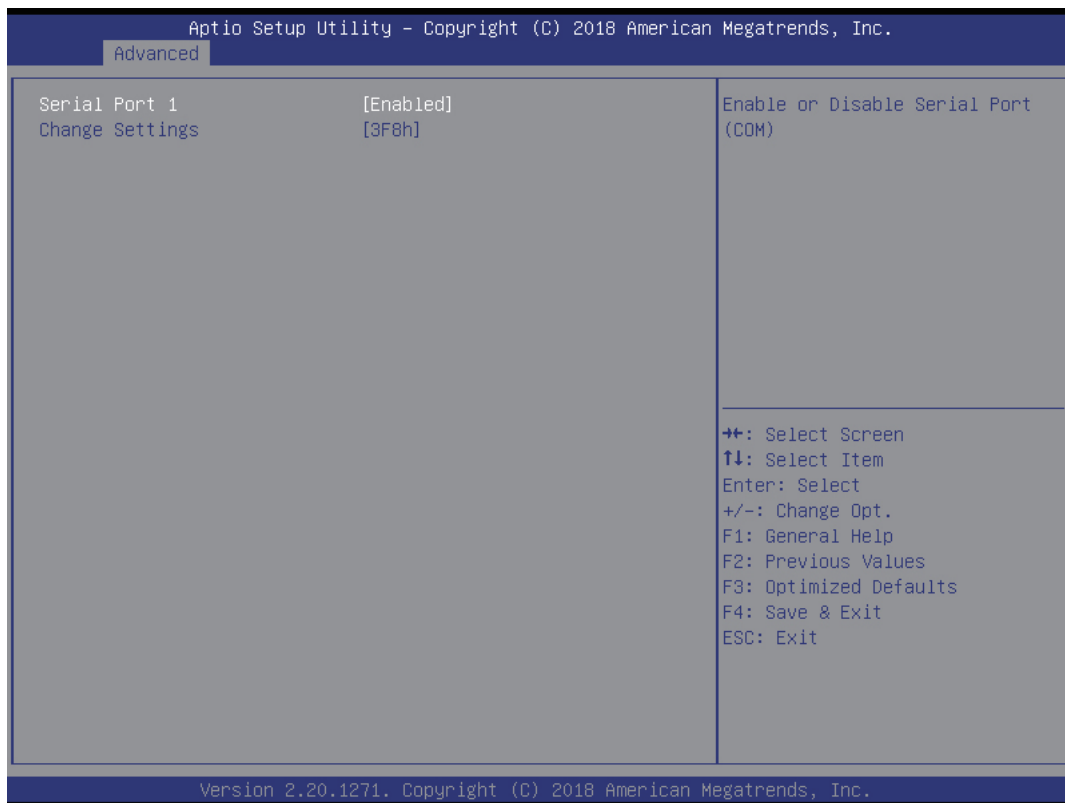 Aptio Setup Utility – Copyright (C) 2018 American Megatrends, Inc.
Advanced
Serial Port 1 [Enabled]
Change Settings [3F8h]
Enable or Disable Serial Port
(COM)
→←: Select Screen
↑↓: Select Item
Enter: Select
+/-: Change Opt.
F1: General Help
F2: Previous Values
F3: Optimized Defaults
F4: Save & Exit
ESC: Exit
Version 2.20.1271. Copyright (C) 2018 American Megatrends, Inc.